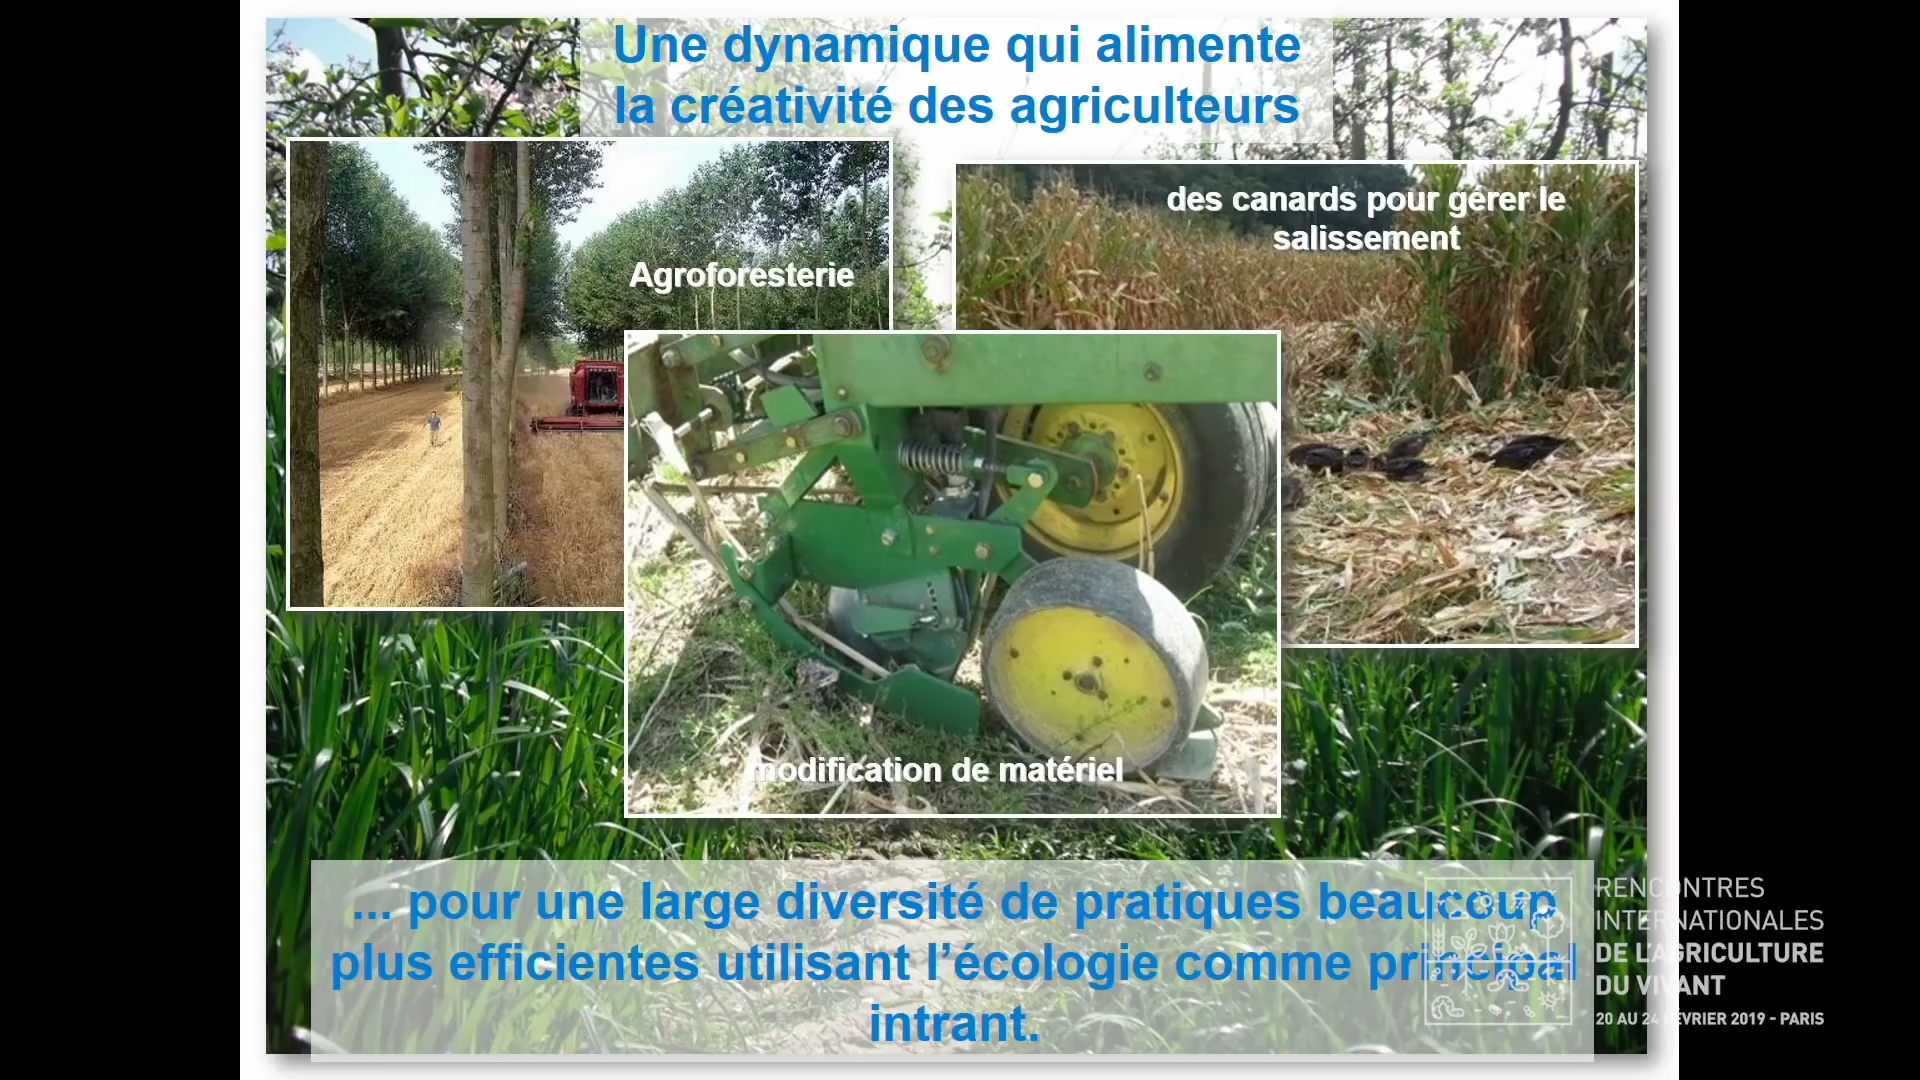 Une dynamique qui alimente
la créativité des agriculteurs
des canards pour gérer le
salissement
Agroforesterie
modification de matériel
... pour une large diversité de pratiques beaucoup
plus efficientes utilisant l’écologie comme principal
intrant.
RENCONTRES
INTERNATIONALES
DE L'AGRICULTURE
DU VIVANT
20 AU 24 FÉVRIER 2019 - PARIS